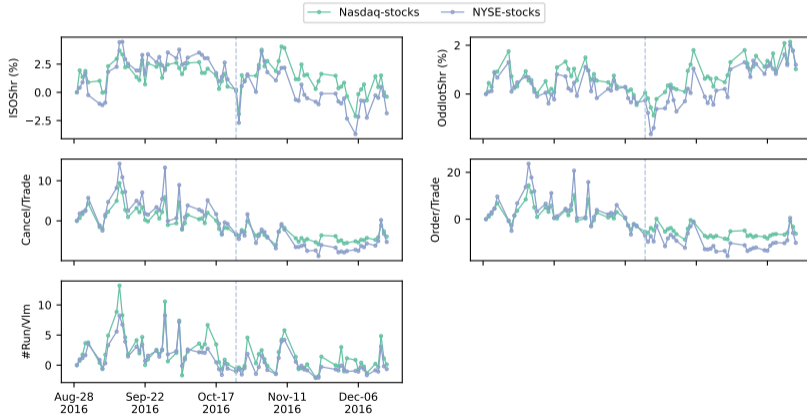 Nasdaq-stocks NYSE-stocks
ISOShr (%)
2.5
0.0
−2.5
OddlotShr (%)
2
0
Cancel/Trade
10
0
Order/Trade
20
0
#Run/Vlm
10
5
0
Aug-28 Sep-22 Oct-17 Nov-11 Dec-06
2016 2016 2016 2016 2016